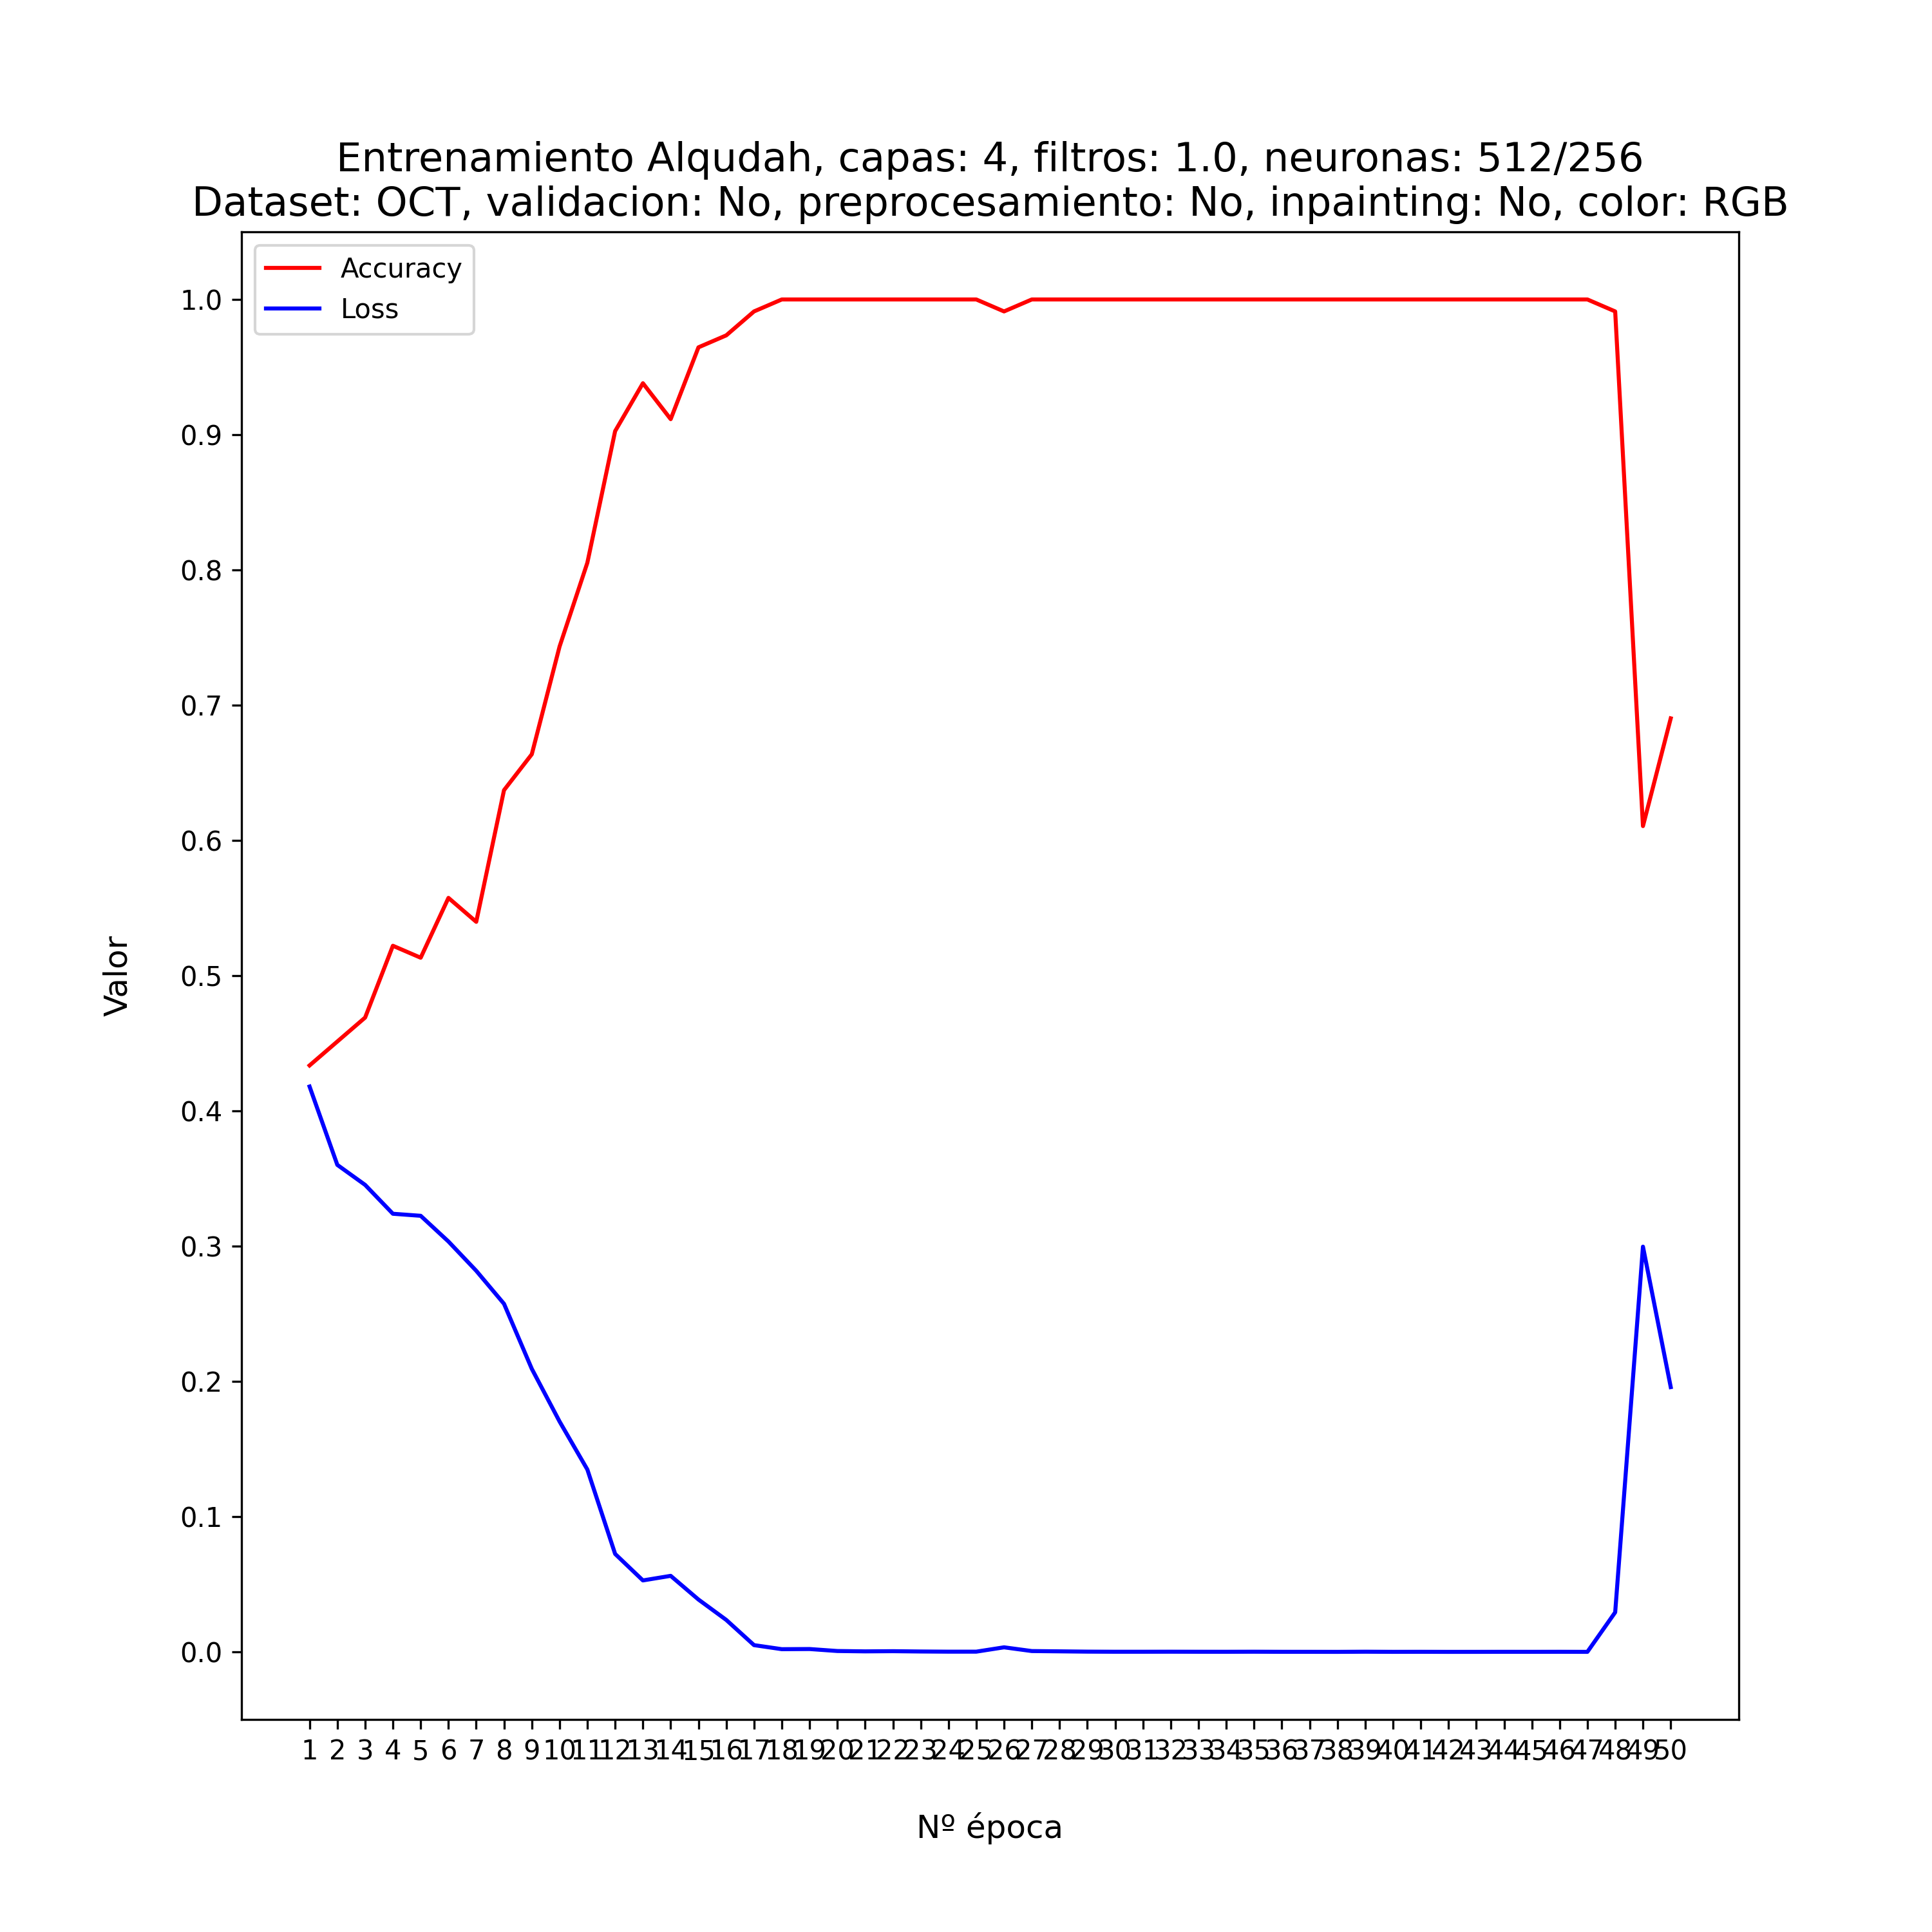 Entrenamiento Alqudah, capas: 4, filtros: 1.0, neuronas: 512/256
Dataset: OCT, validacion: No, preprocesamiento: No, inpainting: No, color: RGB
Accuracy
Loss
1.0
0.9
0.8
0.7
0.6
0.5
0.4
0.3
0.2
0.1
0.0
Valor
1 2 3 4 5 6 7 8 9 10 11 12 13 14 15 16 17 18 19 20 21 22 23 24 25 26 27 28 29 30 31 32 33 34 35 36 37 38 39 40 41 42 43 44 45 46 47 48 49 50
Nº época